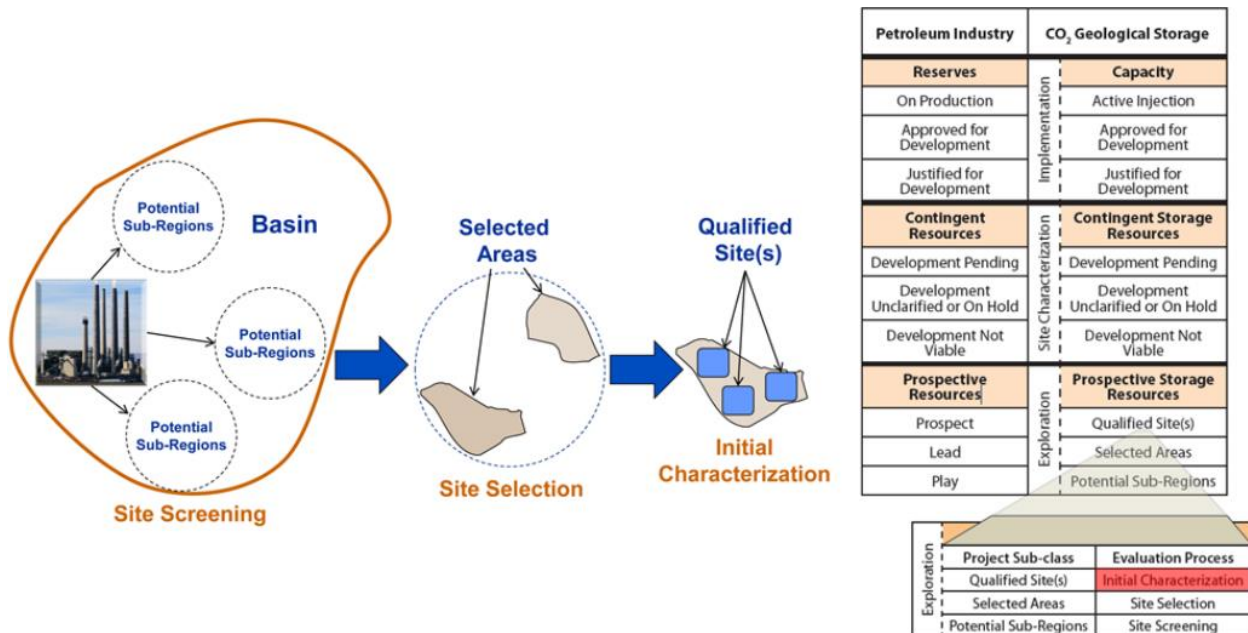 Potential
Sub-Regions
Basin
Potential
Sub-Regions
Potential
Sub-Regions
Site Screening
Selected
Areas
Site Selection
Qualified
Site(s)
Initial
Characterization
Petroleum Industry
CO₂ Geological Storage
Reserves
Capacity
On Production
Active Injection
Approved for
Development
Approved for
Development
Justified for
Development
Justified for
Development
Implementation
Contingent
Resources
Contingent Storage
Resources
Development Pending
Development Pending
Development
Unclarified or On Hold
Development
Unclarified or On Hold
Development Not
Viable
Development Not
Viable
Site Characterization
Prospective
Resources
Prospective Storage
Resources
Prospect
Qualified Site(s)
Lead
Selected Areas
Play
Potential Sub-Regions
Exploration
Project Sub-class
Evaluation Process
Qualified Site(s)
Initial Characterization
Selected Areas
Site Selection
Potential Sub-Regions
Site Screening
Exploration